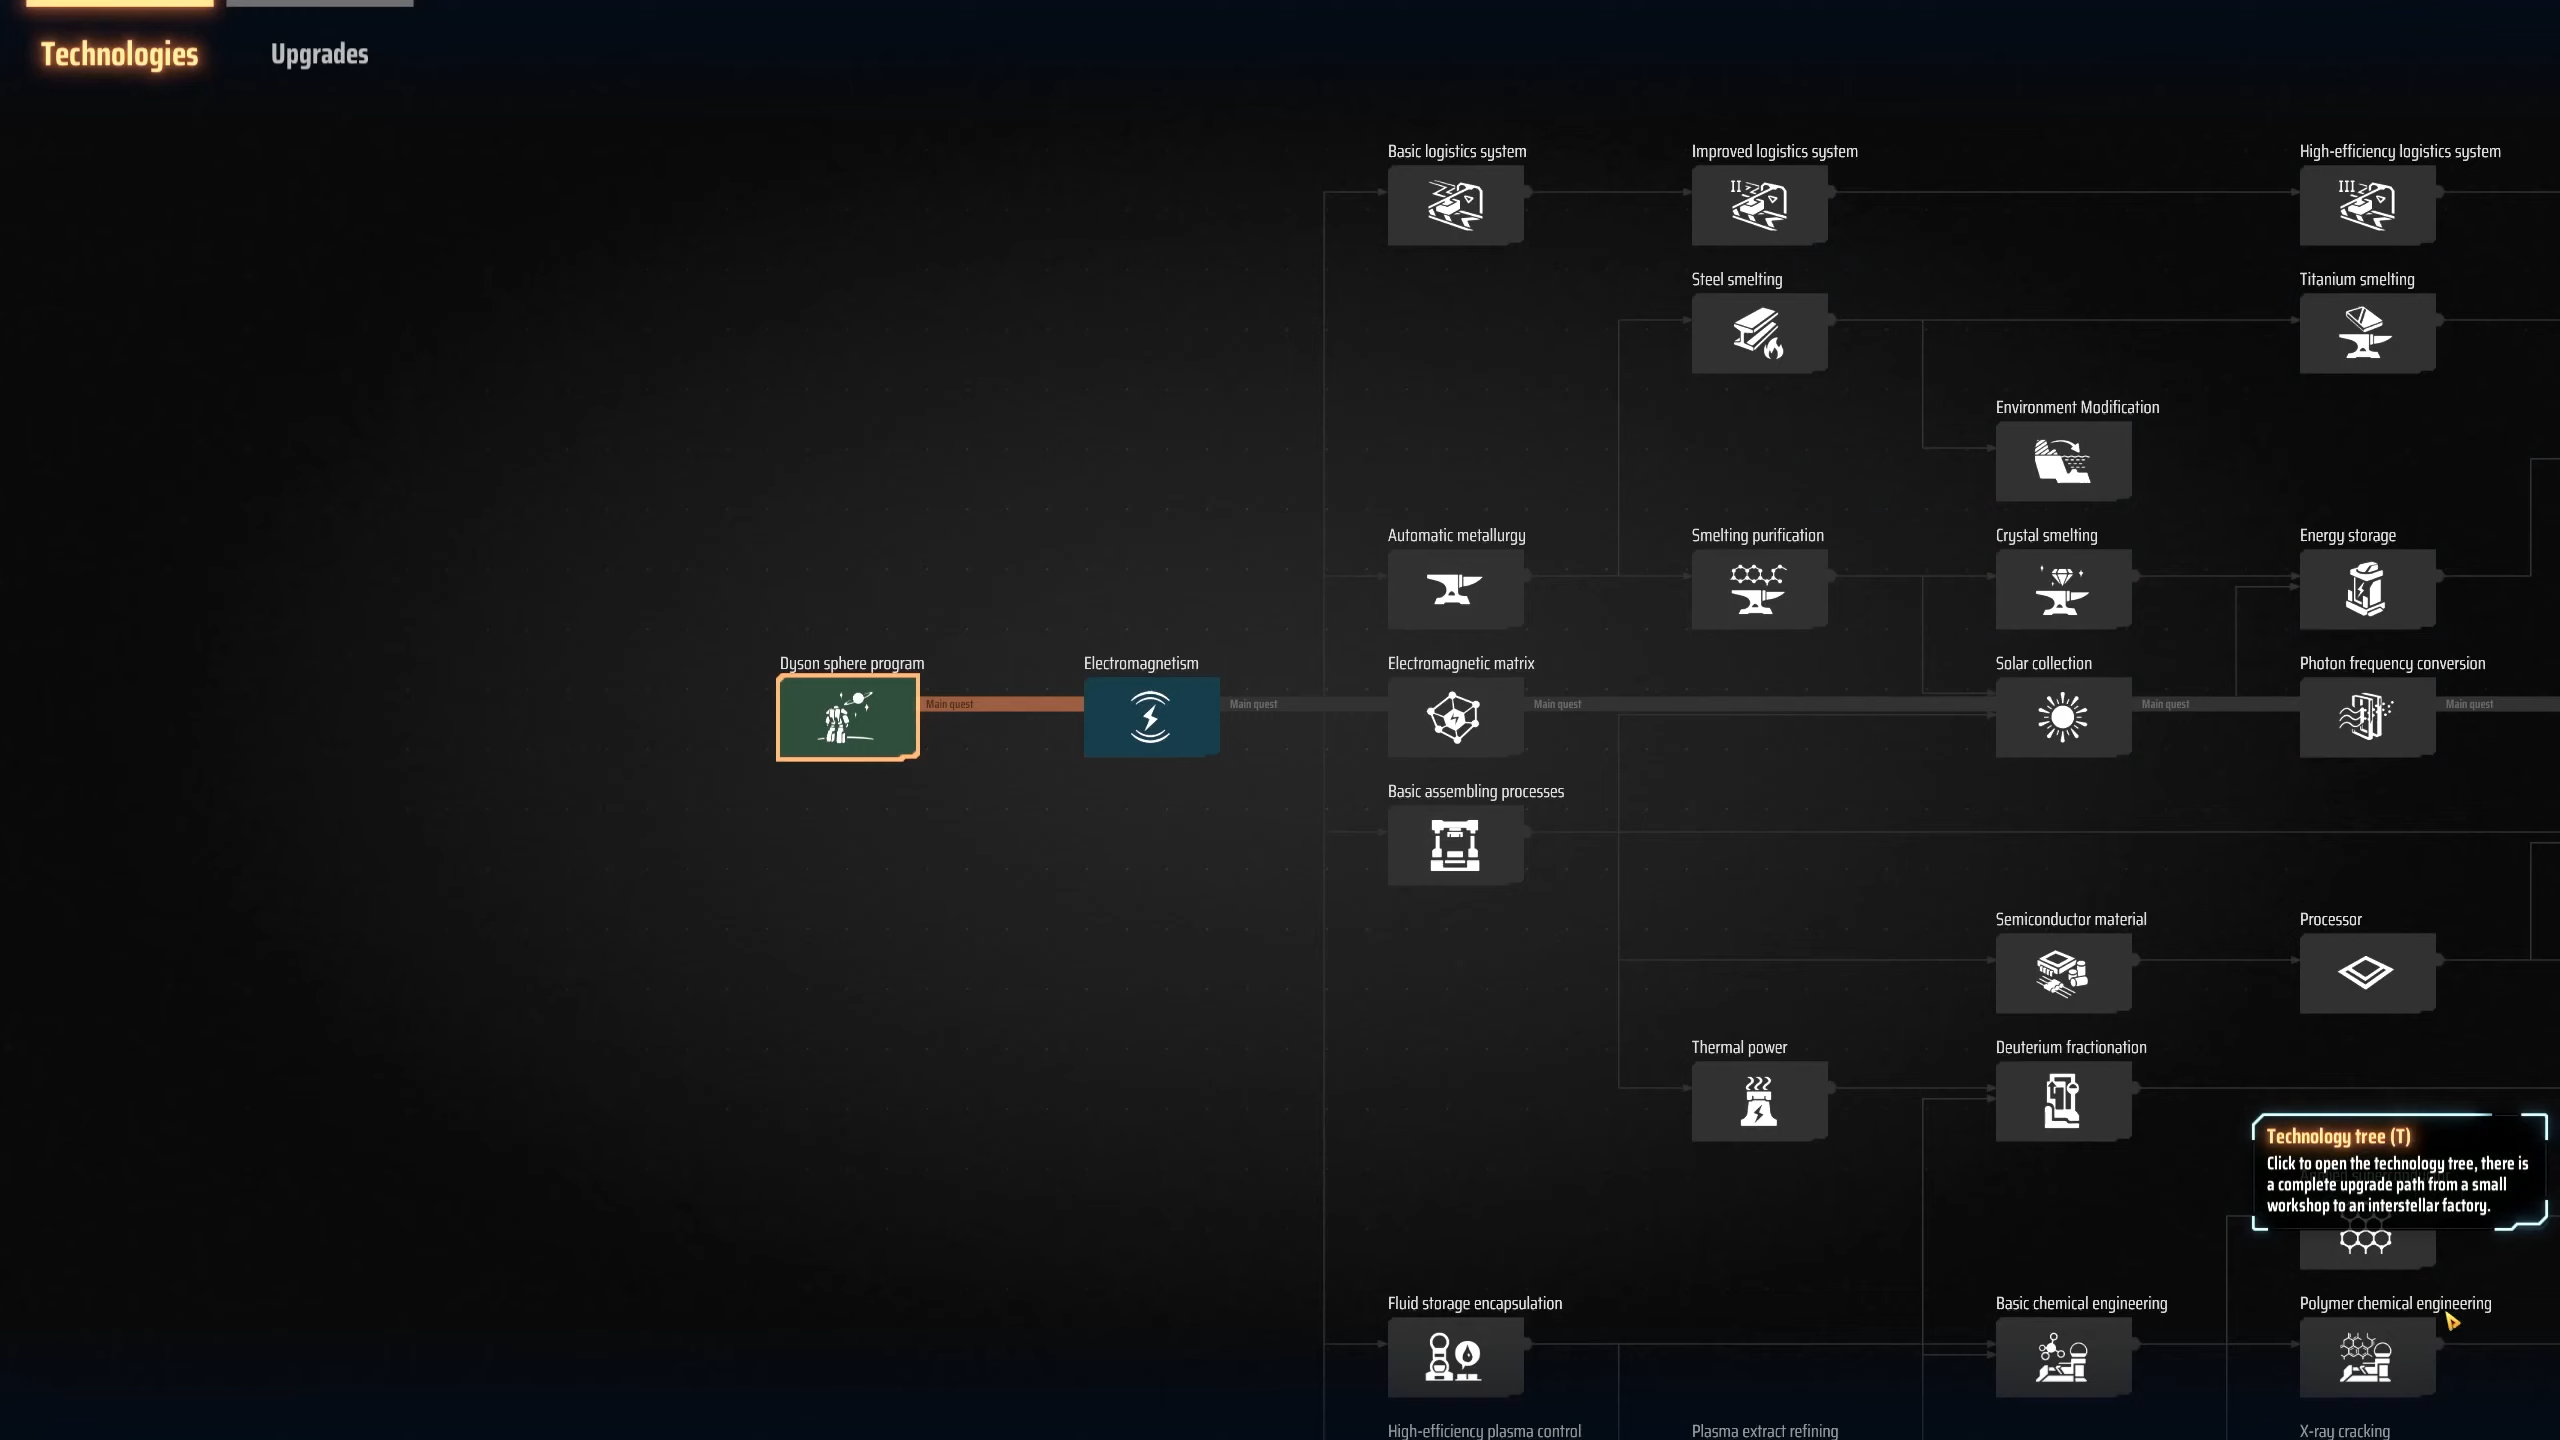 Technologies
Upgrades
Basic logistics system
Improved logistics system
High-efficiency logistics system
II
III
Steel smelting
Titanium smelting
Environment Modification
Automatic metallurgy
Smelting purification
Crystal smelting
Energy storage
Dyson sphere program
Electromagnetism
Electromagnetic matrix
Solar collection
Photon frequency conversion
Main quest
Main quest
Main quest
Main quest
Main quest
Basic assembling processes
Semiconductor material
Processor
Thermal power
Deuterium fractionation
Technology tree (T)
Click to open the technology tree, there is
a complete upgrade path from a small
workshop to an interstellar factory.
Fluid storage encapsulation
Basic chemical engineering
Polymer chemical engineering
High-efficiency plasma control
Plasma extract refining
X-ray cracking